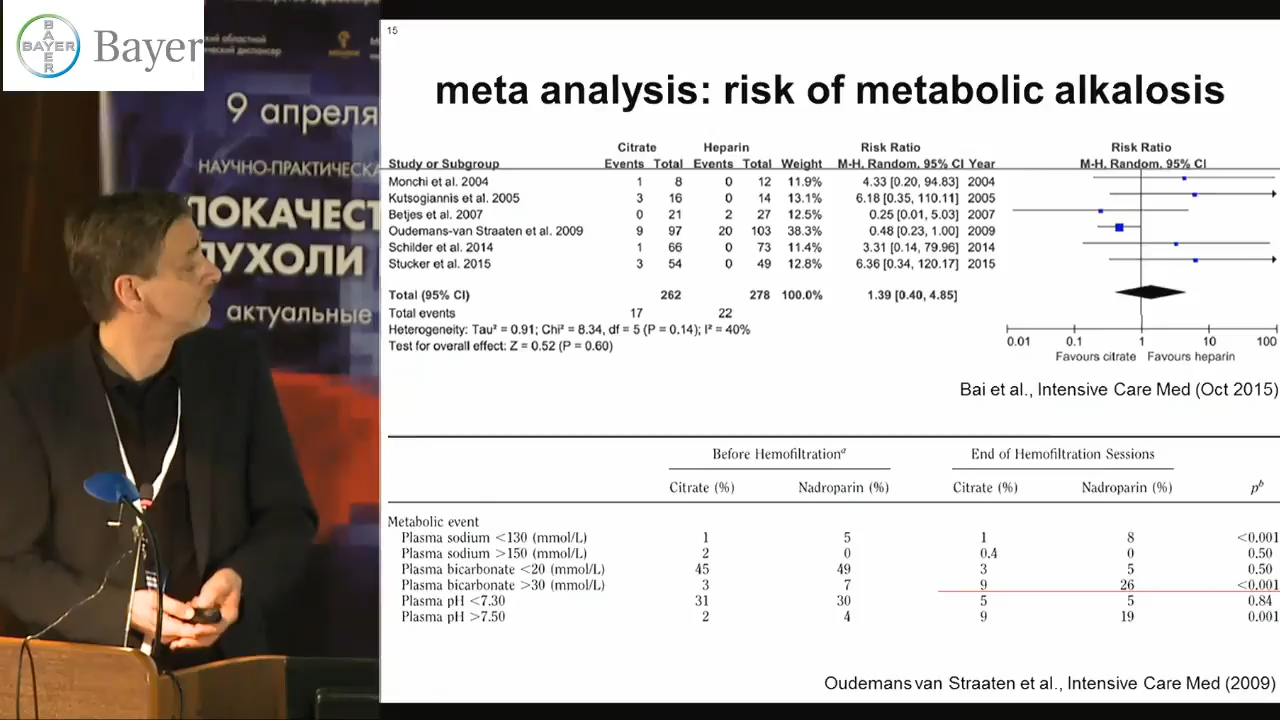 BAYER
BAYER
Bayer
9 апреля
НАУЧНО-ПРАКТИЧЕСКА
ЛОКАЧЕСТ
ПУХОЛИ
актуальные
15
meta analysis: risk of metabolic alkalosis
Citrate Heparin Risk Ratio Risk Ratio
Study or Subgroup Events Total Events Total Weight M-H. Random. 95% CI Year M-H. Random. 95% CI
Monchi et al. 2004 1 8 0 12 11.9% 4.33 [0.20, 94.83] 2004
Kutsogiannis et al. 2005 3 16 0 14 13.1% 6.18 [0.35, 110.11] 2005
Betjes et al. 2007 0 21 2 27 12.5% 0.25 [0.01, 5.03] 2007
Oudemans-van Straaten et al. 2009 9 97 20 103 38.3% 0.48 [0.23, 1.00] 2009
Schilder et al. 2014 1 66 0 73 11.4% 3.31 [0.14, 79.96] 2014
Stucker et al. 2015 3 54 0 49 12.8% 6.36 [0.34, 120.17] 2015
Total (95% CI) 262 278 100.0% 1.39 [0.40, 4.85]
Total events 17 22
Heterogeneity: Tau² = 0.91; Chi² = 8.34, df = 5 (P = 0.14); I² = 40%
Test for overall effect: Z = 0.52 (P = 0.60)
0.01 0.1 1 10 100
Favours citrate Favours heparin
Bai et al., Intensive Care Med (Oct 2015)
Before Hemofiltrationᵃ End of Hemofiltration Sessions
Citrate (%) Nadroparin (%) Citrate (%) Nadroparin (%) pᵇ
Metabolic event
Plasma sodium <130 (mmol/L) 1 5 1 8 <0.001
Plasma sodium >150 (mmol/L) 2 0 0.4 0 0.50
Plasma bicarbonate <20 (mmol/L) 45 49 3 5 0.50
Plasma bicarbonate >30 (mmol/L) 3 7 9 26 <0.001
Plasma pH <7.30 31 30 5 5 0.84
Plasma pH >7.50 2 4 9 19 0.001
Oudemans van Straaten et al., Intensive Care Med (2009)